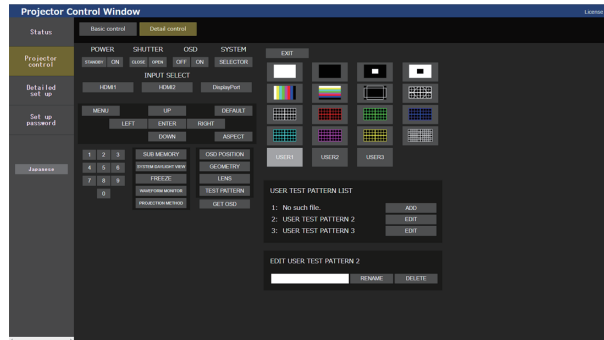 Projector Control Window
License
Status
Basic control
Detail control
Projector
control
Detailed
set up
Set up
password
Japanese
POWER SHUTTER OSD SYSTEM
STANDBY ON CLOSE OPEN OFF ON SELECTOR
INPUT SELECT
HDMI1 HDMI2 DisplayPort
MENU UP DEFAULT
LEFT ENTER RIGHT
DOWN ASPECT
1 2 3
4 5 6
7 8 9
0
SUB MEMORY
SYSTEM DAYLIGHT VIEW
FREEZE
WAVEFORM MONITOR
PROJECTION METHOD
OSD POSITION
GEOMETRY
LENS
TEST PATTERN
GET OSD
EXIT
USER1 USER2 USER3
USER TEST PATTERN LIST
1: No such file. ADD
2: USER TEST PATTERN 2 EDIT
3: USER TEST PATTERN 3 EDIT
EDIT USER TEST PATTERN 2
RENAME DELETE